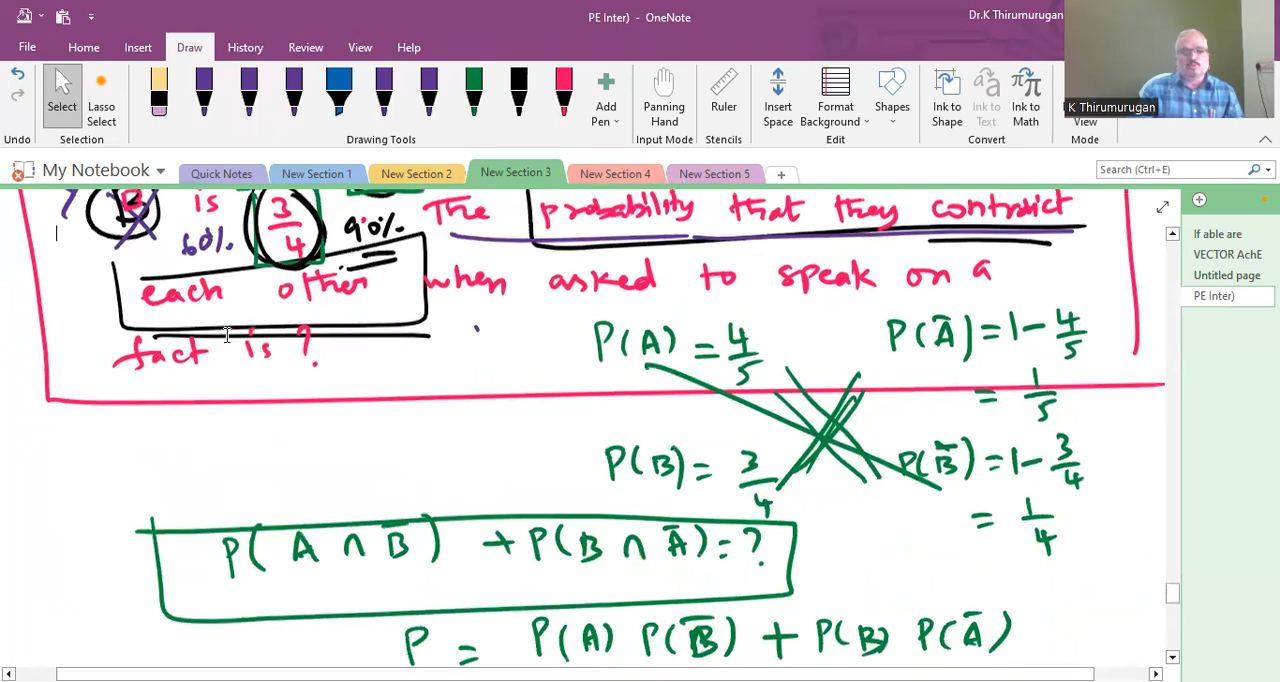 PE Inter) - OneNote
Dr.K Thirumurugan
File Home Insert Draw History Review View Help
K Thirumurugan
Undo
Select
Lasso Select
Selection
Drawing Tools
Add Pen
Panning Hand
Input Mode
Ruler
Stencils
Insert Space
Format Background
Shapes
Edit
Ink to Shape
Ink to Text
Ink to Math
Convert
View
Mode
My Notebook
Quick Notes
New Section 1
New Section 2
New Section 3
New Section 4
New Section 5
Search (Ctrl+E)
If able are
VECTOR AchE
Untitled page
PE Inter)
B is 3/4 The probability that they contradict
60% 90%
each other when asked to speak on a
fact is ?
P(A) = 4/5 P(Ā) = 1 - 4/5
= 1/5
P(B) = 3/4 P(B̄) = 1 - 3/4
= 1/4
P( A ∩ B̄ ) + P( B ∩ Ā ) = ?
P = P(A) P(B̄) + P(B) P(Ā)